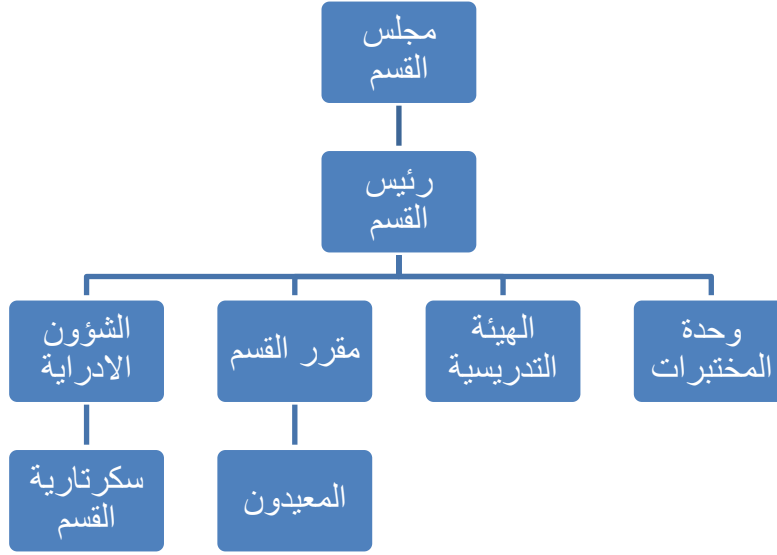 مجلس
القسم
رئيس
القسم
وحدة
المختبرات
الهيئة
التدريسية
مقرر القسم
الشؤون
الادراية
المعيدون
سكرتارية
القسم